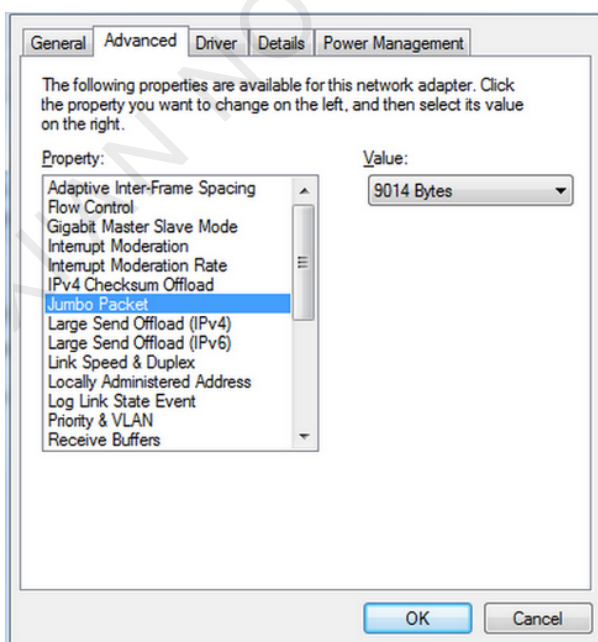 General Advanced Driver Details Power Management
The following properties are available for this network adapter. Click
the property you want to change on the left, and then select its value
on the right.
Property:
Value:
Adaptive Inter-Frame Spacing
Flow Control
Gigabit Master Slave Mode
Interrupt Moderation
Interrupt Moderation Rate
IPv4 Checksum Offload
Jumbo Packet
Large Send Offload (IPv4)
Large Send Offload (IPv6)
Link Speed & Duplex
Locally Administered Address
Log Link State Event
Priority & VLAN
Receive Buffers
9014 Bytes
OK Cancel